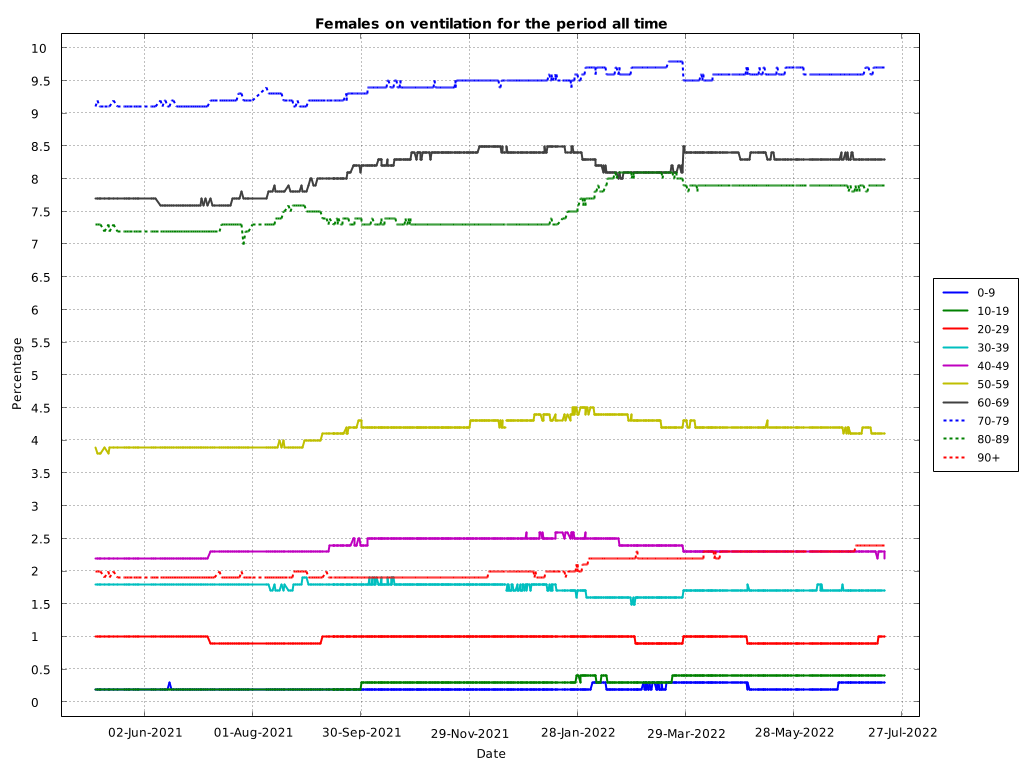 Females on ventilation for the period all time
10
9.5
9
8.5
8
7.5
7
6.5
6
5.5
5
4.5
4
3.5
3
2.5
2
1.5
1
0.5
0
Percentage
02-Jun-2021
01-Aug-2021
30-Sep-2021
29-Nov-2021
28-Jan-2022
29-Mar-2022
28-May-2022
27-Jul-2022
Date
0-9
10-19
20-29
30-39
40-49
50-59
60-69
70-79
80-89
90+